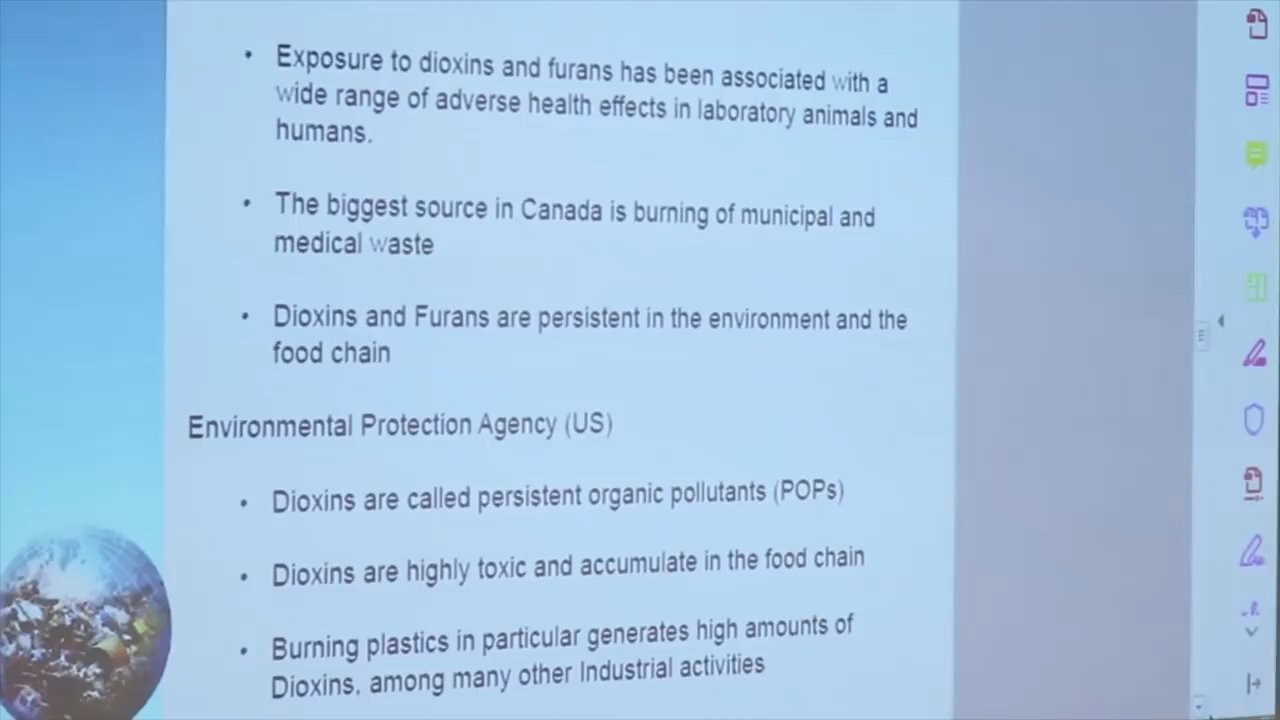 • Exposure to dioxins and furans has been associated with a
wide range of adverse health effects in laboratory animals and
humans.
• The biggest source in Canada is burning of municipal and
medical waste
• Dioxins and Furans are persistent in the environment and the
food chain
Environmental Protection Agency (US)
• Dioxins are called persistent organic pollutants (POPs)
• Dioxins are highly toxic and accumulate in the food chain
• Burning plastics in particular generates high amounts of
Dioxins, among many other Industrial activities